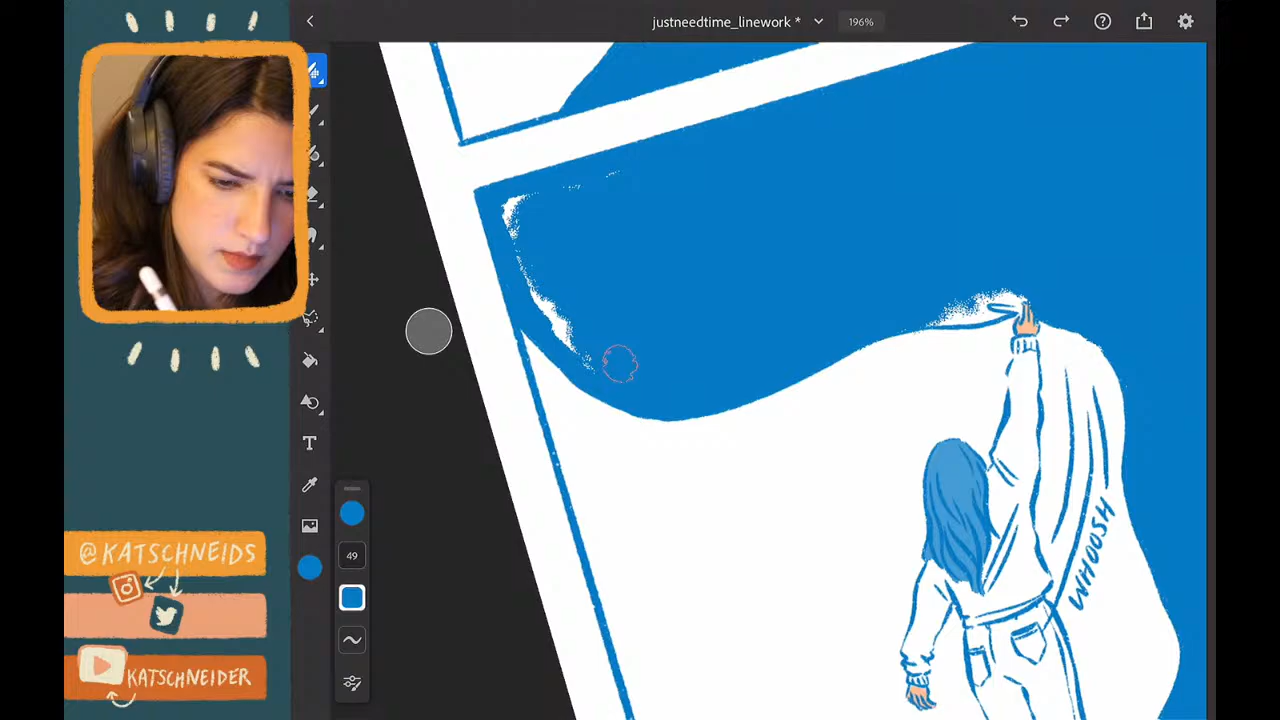 justneedtime_linework *
196%
@KATSCHNEIDS
KATSCHNEIDER
49
T
WHOOSH